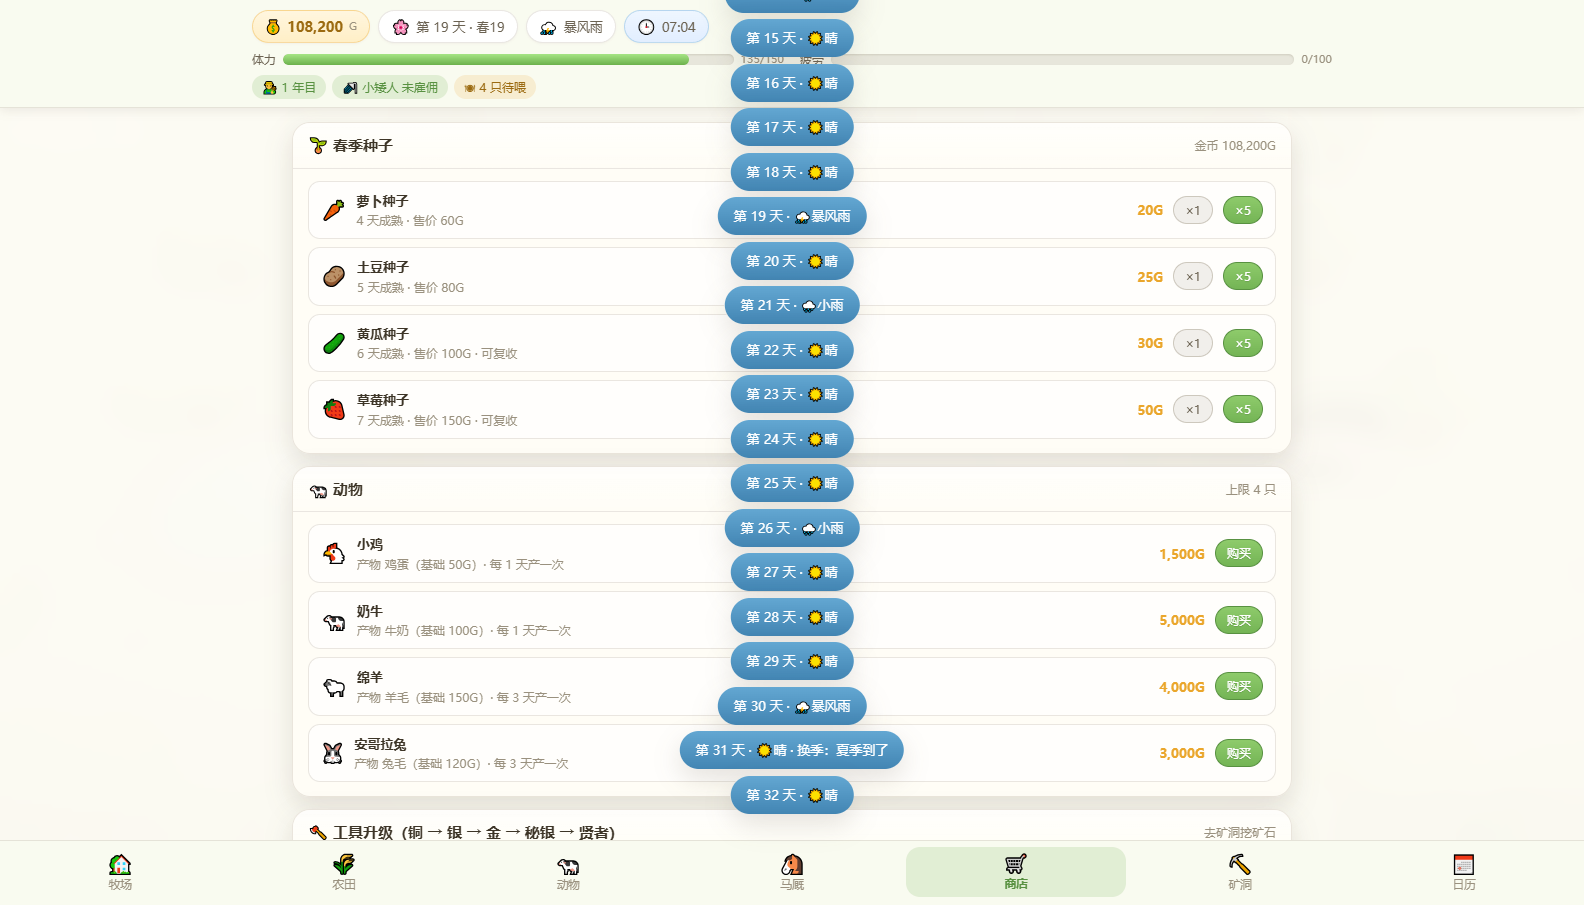 108,200 G
第 19 天 · 春19
暴风雨
07:04
体力
135/150
疲劳
0/100
1 年目
小矮人 未雇佣
4 只待喂
第 15 天 · 晴
第 16 天 · 晴
第 17 天 · 晴
第 18 天 · 晴
第 19 天 · 暴风雨
第 20 天 · 晴
第 21 天 · 小雨
第 22 天 · 晴
第 23 天 · 晴
第 24 天 · 晴
第 25 天 · 晴
第 26 天 · 小雨
第 27 天 · 晴
第 28 天 · 晴
第 29 天 · 晴
第 30 天 · 暴风雨
第 31 天 · 晴 · 换季：夏季到了
第 32 天 · 晴
春季种子
金币 108,200G
萝卜种子
4 天成熟 · 售价 60G
20G ×1 ×5
土豆种子
5 天成熟 · 售价 80G
25G ×1 ×5
黄瓜种子
6 天成熟 · 售价 100G · 可复收
30G ×1 ×5
草莓种子
7 天成熟 · 售价 150G · 可复收
50G ×1 ×5
动物
上限 4 只
小鸡
产物 鸡蛋（基础 50G）· 每 1 天产一次
1,500G 购买
奶牛
产物 牛奶（基础 100G）· 每 1 天产一次
5,000G 购买
绵羊
产物 羊毛（基础 150G）· 每 3 天产一次
4,000G 购买
安哥拉兔
产物 兔毛（基础 120G）· 每 3 天产一次
3,000G 购买
工具升级（铜 → 银 → 金 → 秘银 → 贤者）
去矿洞挖矿石
牧场
农田
动物
马厩
商店
矿洞
日历